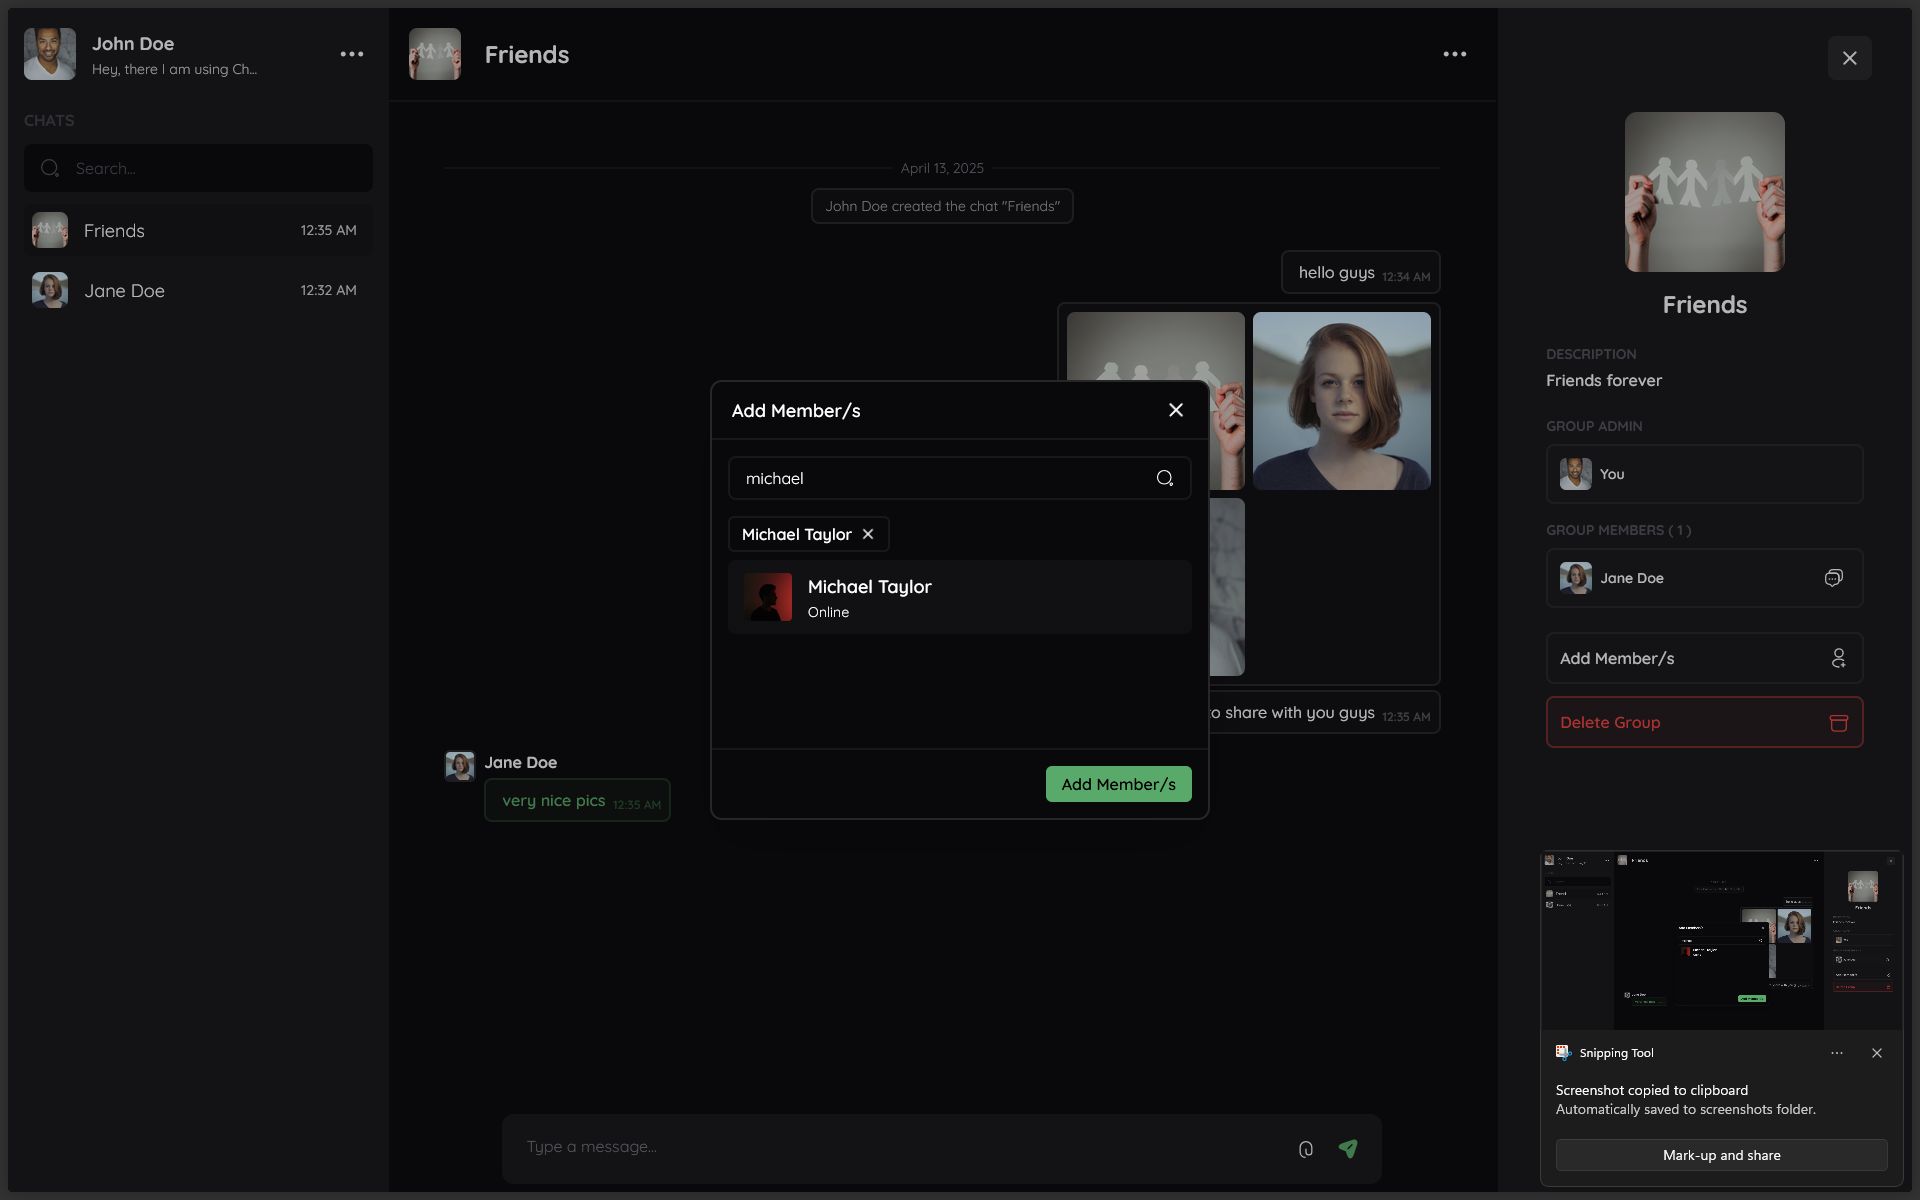 John Doe
Hey, there I am using Ch...
CHATS
Search...
Friends
12:35 AM
Jane Doe
12:32 AM
Friends
April 13, 2025
John Doe created the chat "Friends"
hello guys 12:34 AM
to share with you guys 12:35 AM
Jane Doe
very nice pics 12:35 AM
Type a message...
Add Member/s
michael
Michael Taylor
Michael Taylor
Online
Add Member/s
Friends
DESCRIPTION
Friends forever
GROUP ADMIN
You
GROUP MEMBERS ( 1 )
Jane Doe
Add Member/s
Delete Group
Friends
Snipping Tool
Screenshot copied to clipboard
Automatically saved to screenshots folder.
Mark-up and share